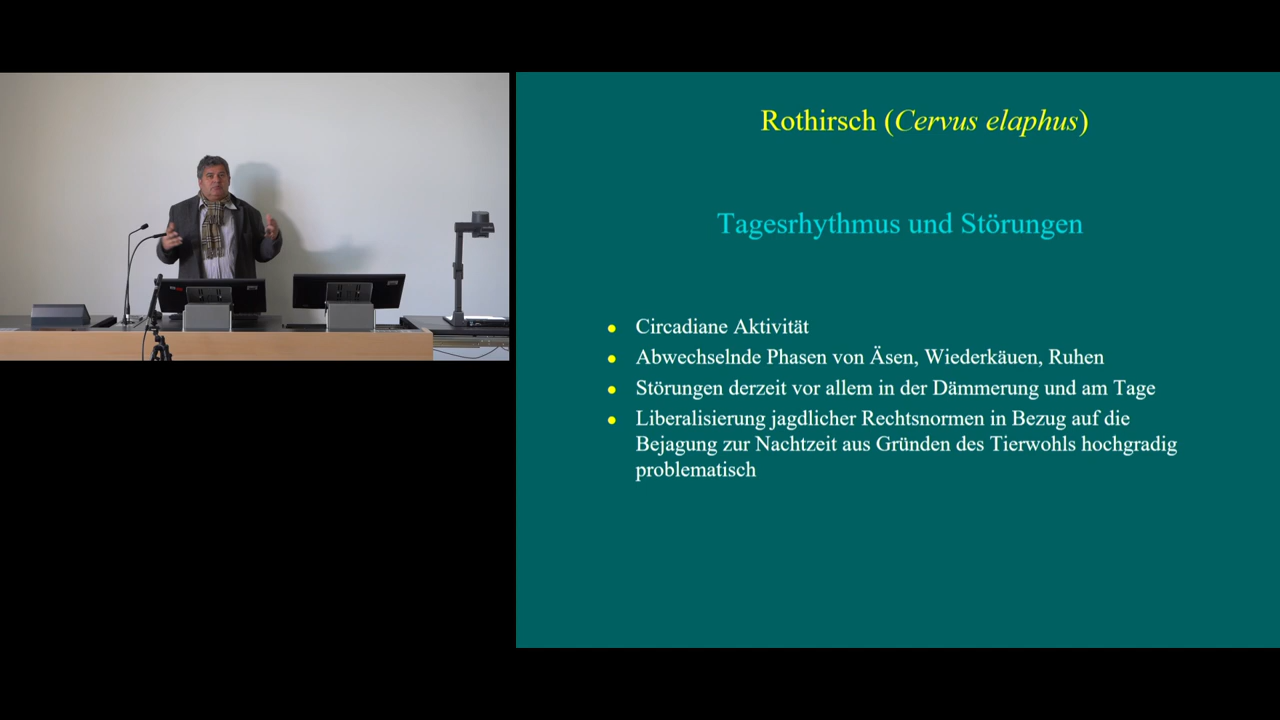 Rothirsch (Cervus elaphus)
Tagesrhythmus und Störungen
• Circadiane Aktivität
• Abwechselnde Phasen von Äsen, Wiederkäuen, Ruhen
• Störungen derzeit vor allem in der Dämmerung und am Tage
• Liberalisierung jagdlicher Rechtsnormen in Bezug auf die
Bejagung zur Nachtzeit aus Gründen des Tierwohls hochgradig
problematisch